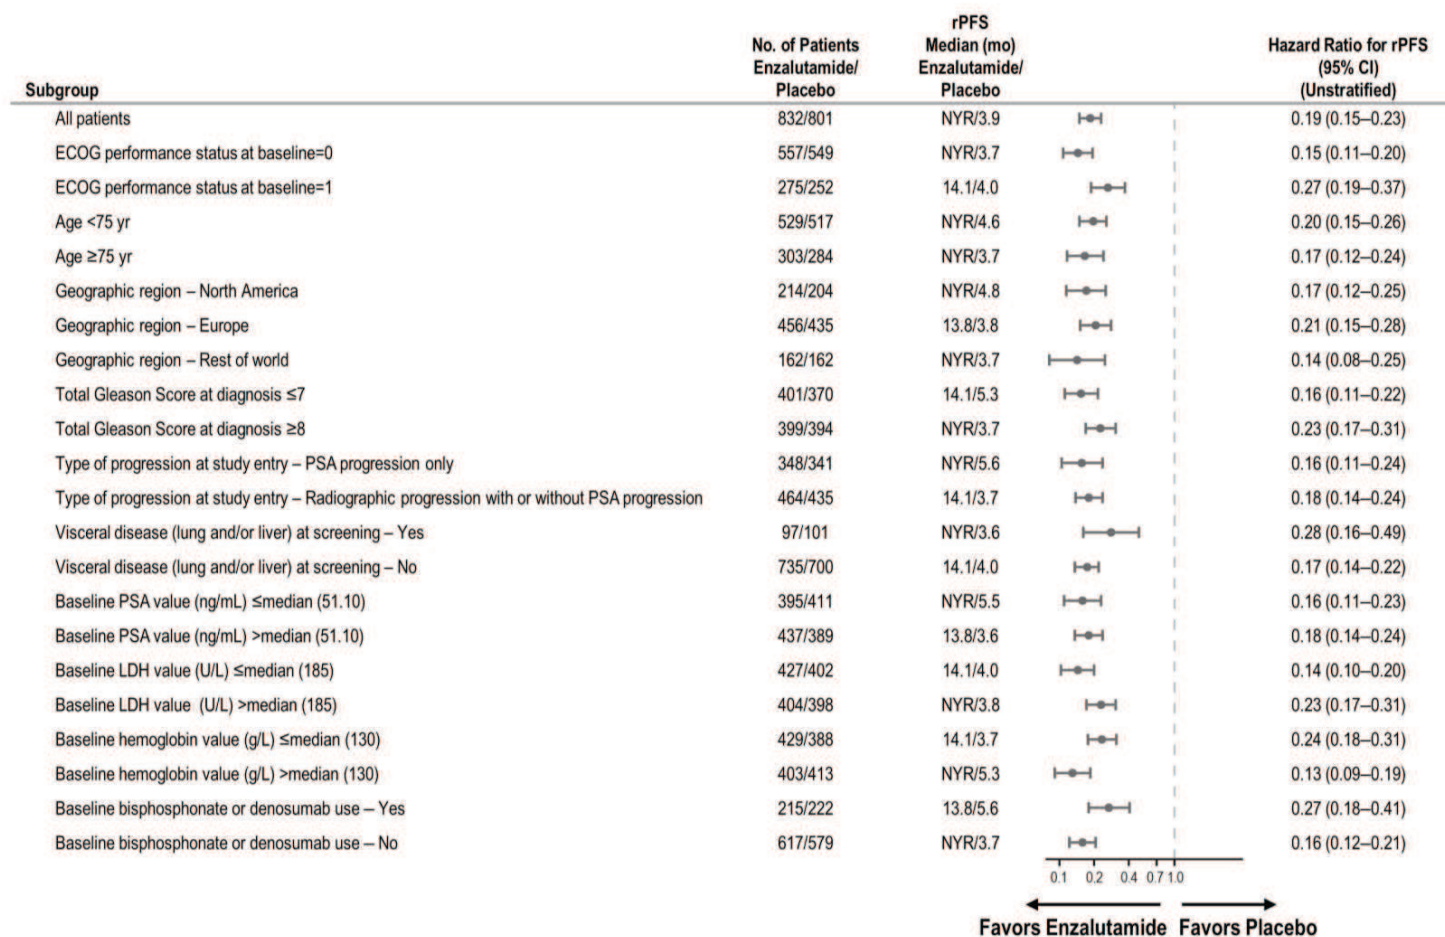 rPFS
No. of Patients Median (mo) Hazard Ratio for rPFS
Enzalutamide/ Enzalutamide/ (95% CI)
Subgroup Placebo Placebo (Unstratified)
All patients 832/801 NYR/3.9 0.19 (0.15–0.23)
ECOG performance status at baseline=0 557/549 NYR/3.7 0.15 (0.11–0.20)
ECOG performance status at baseline=1 275/252 14.1/4.0 0.27 (0.19–0.37)
Age <75 yr 529/517 NYR/4.6 0.20 (0.15–0.26)
Age ≥75 yr 303/284 NYR/3.7 0.17 (0.12–0.24)
Geographic region – North America 214/204 NYR/4.8 0.17 (0.12–0.25)
Geographic region – Europe 456/435 13.8/3.8 0.21 (0.15–0.28)
Geographic region – Rest of world 162/162 NYR/3.7 0.14 (0.08–0.25)
Total Gleason Score at diagnosis ≤7 401/370 14.1/5.3 0.16 (0.11–0.22)
Total Gleason Score at diagnosis ≥8 399/394 NYR/3.7 0.23 (0.17–0.31)
Type of progression at study entry – PSA progression only 348/341 NYR/5.6 0.16 (0.11–0.24)
Type of progression at study entry – Radiographic progression with or without PSA progression 464/435 14.1/3.7 0.18 (0.14–0.24)
Visceral disease (lung and/or liver) at screening – Yes 97/101 NYR/3.6 0.28 (0.16–0.49)
Visceral disease (lung and/or liver) at screening – No 735/700 14.1/4.0 0.17 (0.14–0.22)
Baseline PSA value (ng/mL) ≤median (51.10) 395/411 NYR/5.5 0.16 (0.11–0.23)
Baseline PSA value (ng/mL) >median (51.10) 437/389 13.8/3.6 0.18 (0.14–0.24)
Baseline LDH value (U/L) ≤median (185) 427/402 14.1/4.0 0.14 (0.10–0.20)
Baseline LDH value (U/L) >median (185) 404/398 NYR/3.8 0.23 (0.17–0.31)
Baseline hemoglobin value (g/L) ≤median (130) 429/388 14.1/3.7 0.24 (0.18–0.31)
Baseline hemoglobin value (g/L) >median (130) 403/413 NYR/5.3 0.13 (0.09–0.19)
Baseline bisphosphonate or denosumab use – Yes 215/222 13.8/5.6 0.27 (0.18–0.41)
Baseline bisphosphonate or denosumab use – No 617/579 NYR/3.7 0.16 (0.12–0.21)
0.1 0.2 0.4 0.7 1.0
Favors Enzalutamide Favors Placebo